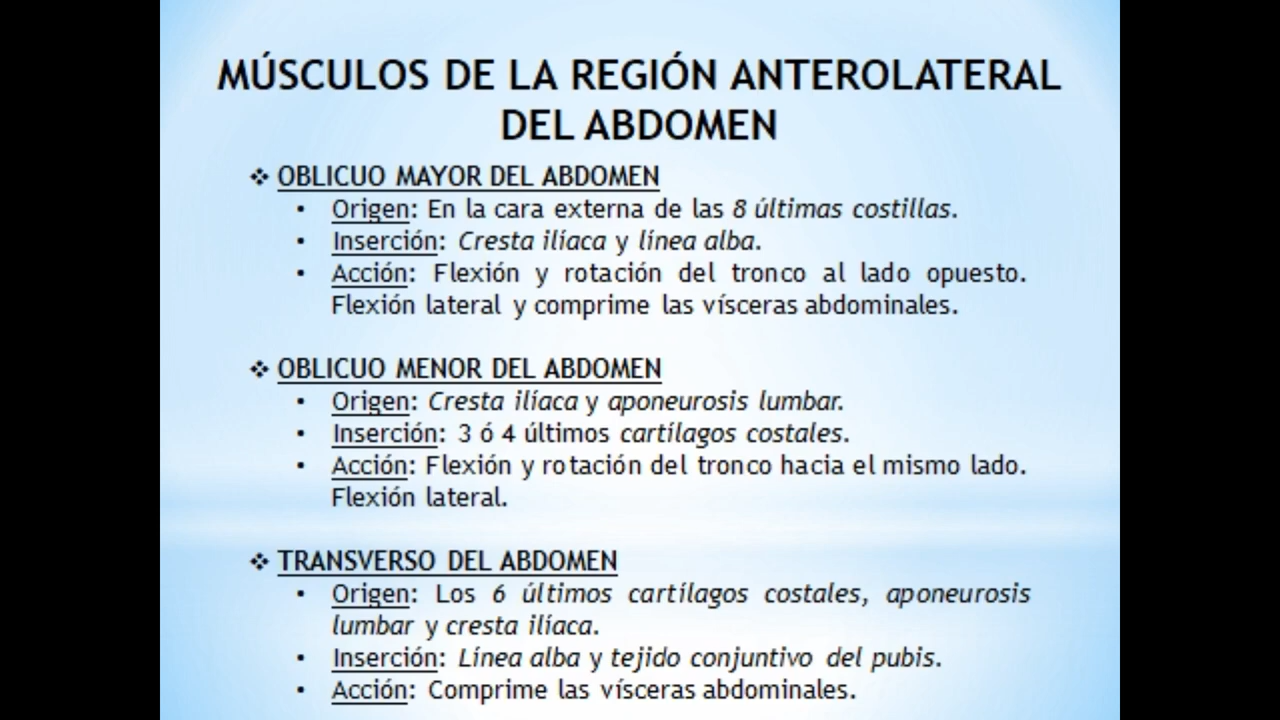 MÚSCULOS DE LA REGIÓN ANTEROLATERAL
DEL ABDOMEN
❖ OBLICUO MAYOR DEL ABDOMEN
• Origen: En la cara externa de las 8 últimas costillas.
• Inserción: Cresta ilíaca y línea alba.
• Acción: Flexión y rotación del tronco al lado opuesto.
Flexión lateral y comprime las vísceras abdominales.
❖ OBLICUO MENOR DEL ABDOMEN
• Origen: Cresta ilíaca y aponeurosis lumbar.
• Inserción: 3 ó 4 últimos cartílagos costales.
• Acción: Flexión y rotación del tronco hacia el mismo lado.
Flexión lateral.
❖ TRANSVERSO DEL ABDOMEN
• Origen: Los 6 últimos cartílagos costales, aponeurosis
lumbar y cresta ilíaca.
• Inserción: Línea alba y tejido conjuntivo del pubis.
• Acción: Comprime las vísceras abdominales.